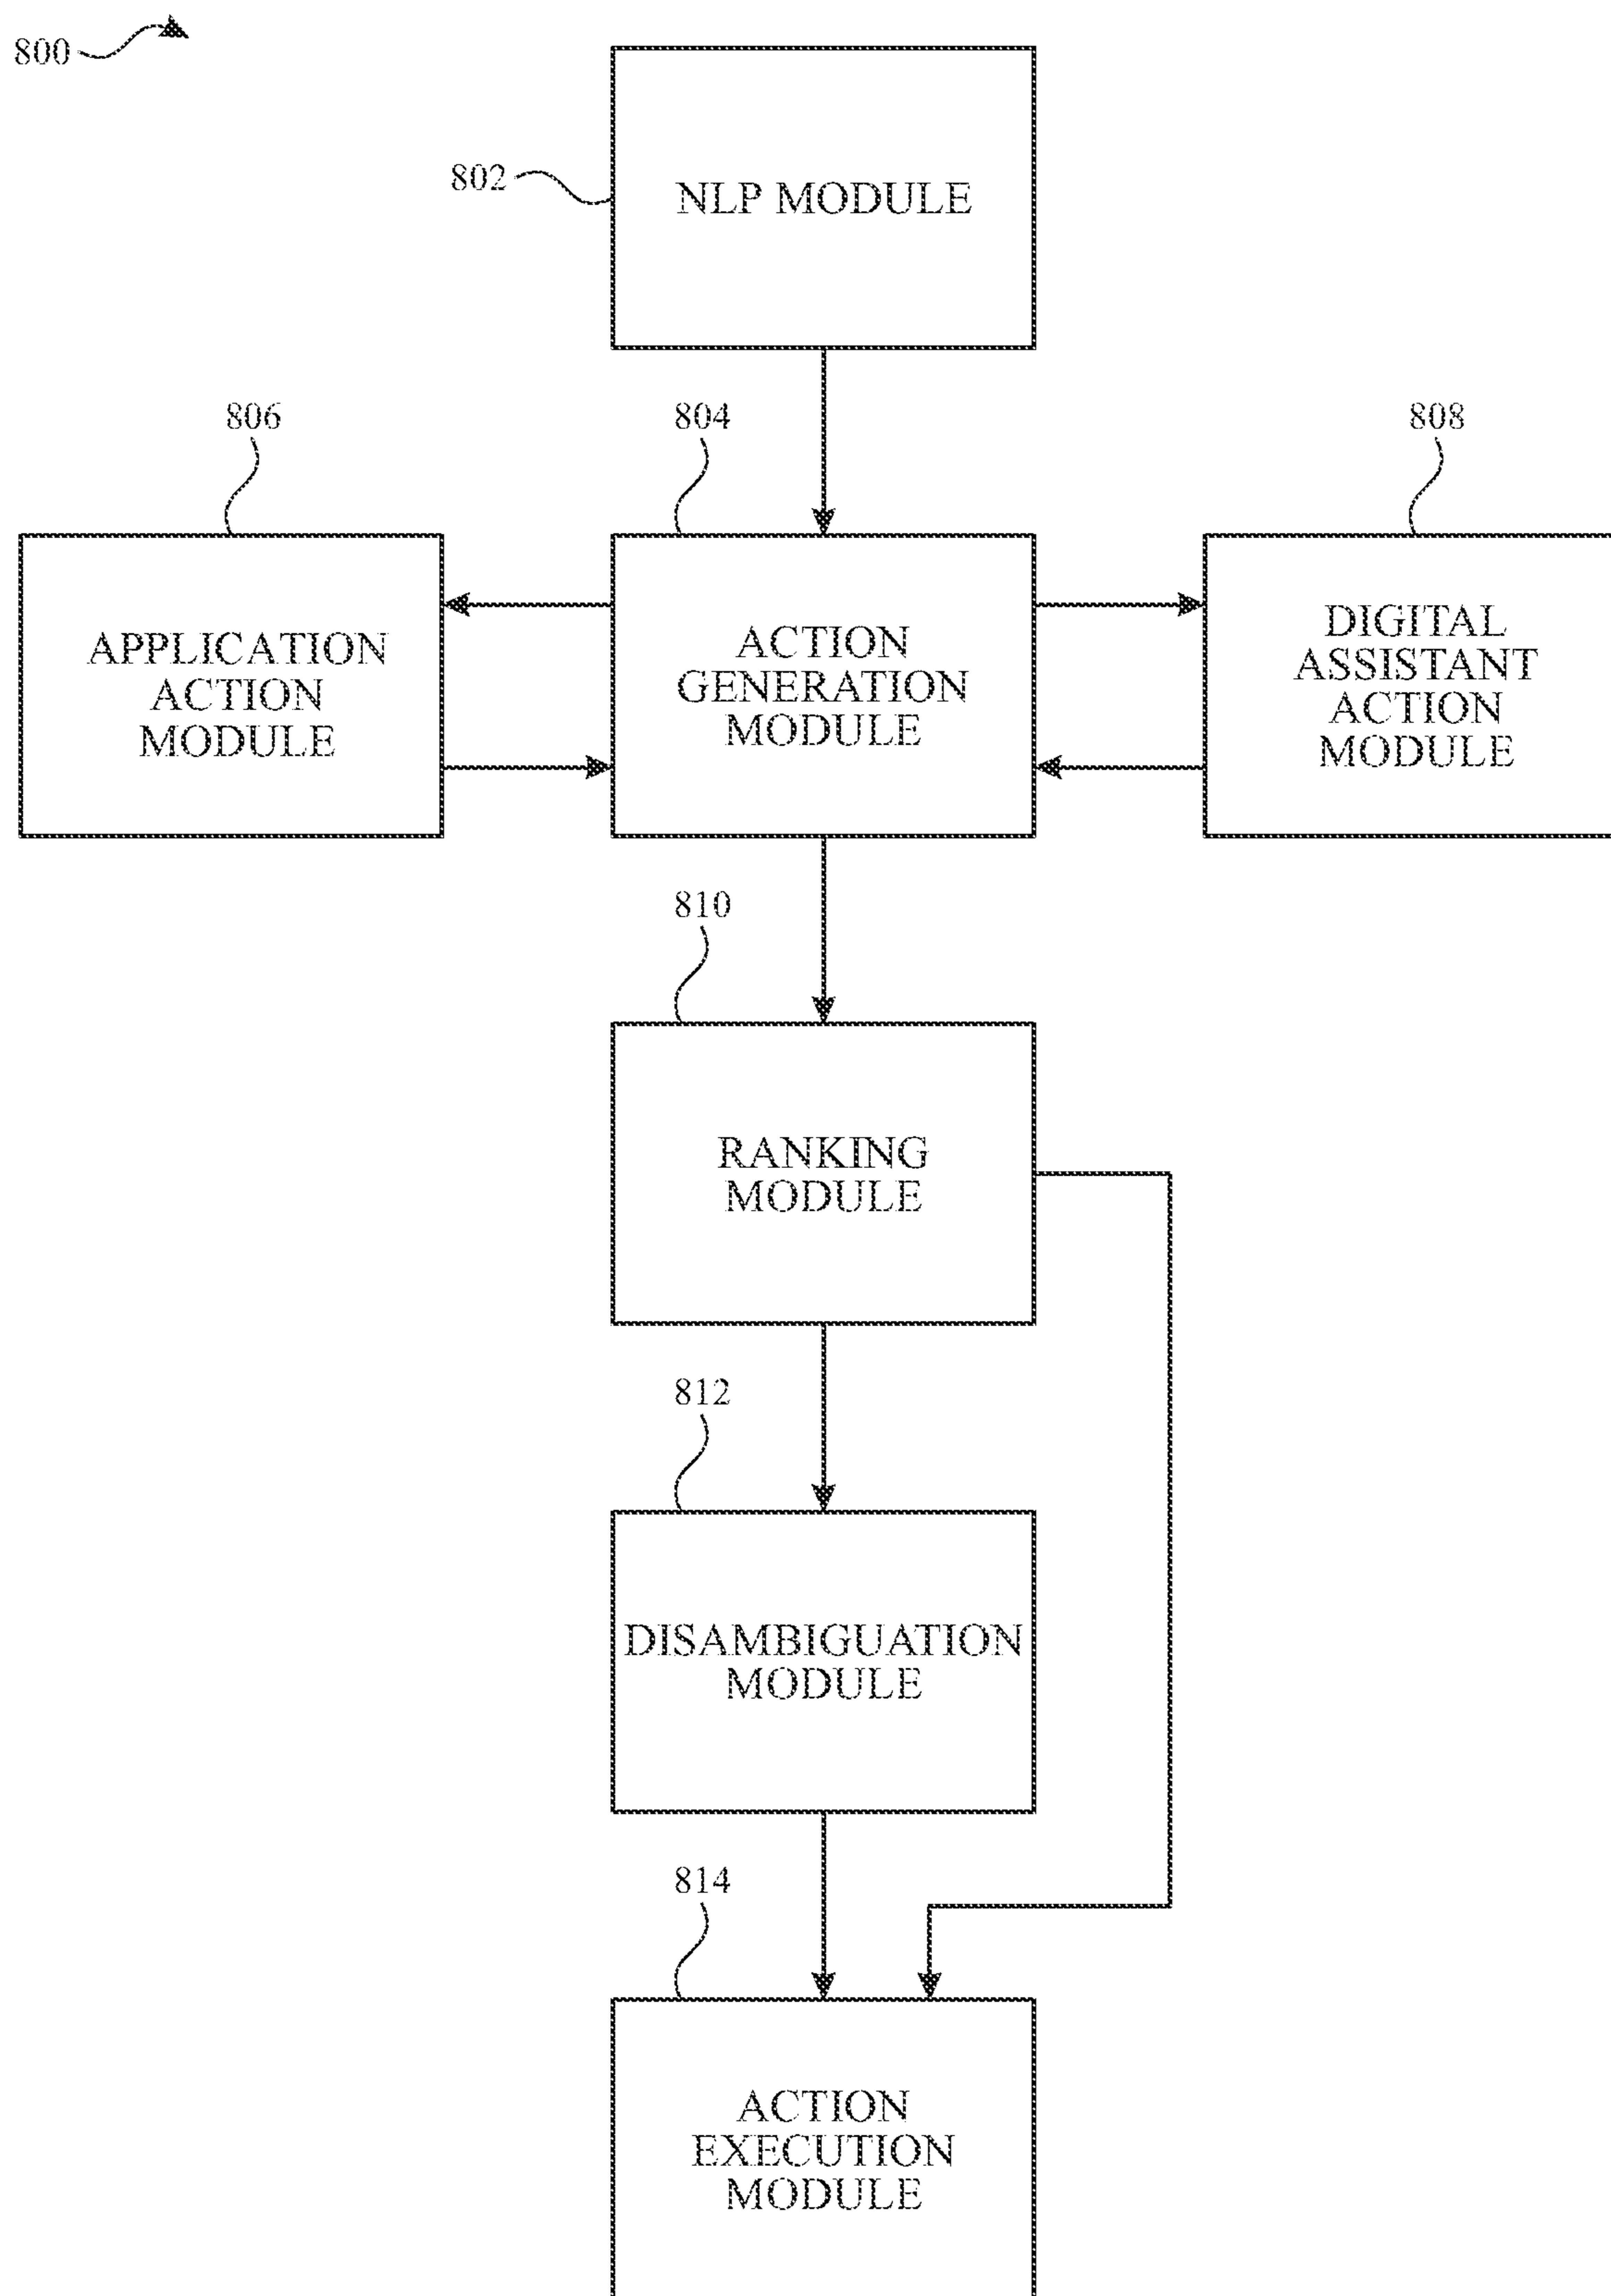 800
802
NLP MODULE
806
804
808
APPLICATION
ACTION
MODULE
ACTION
GENERATION
MODULE
DIGITAL
ASSISTANT
ACTION
MODULE
810
RANKING
MODULE
812
DISAMBIGUATION
MODULE
814
ACTION
EXECUTION
MODULE